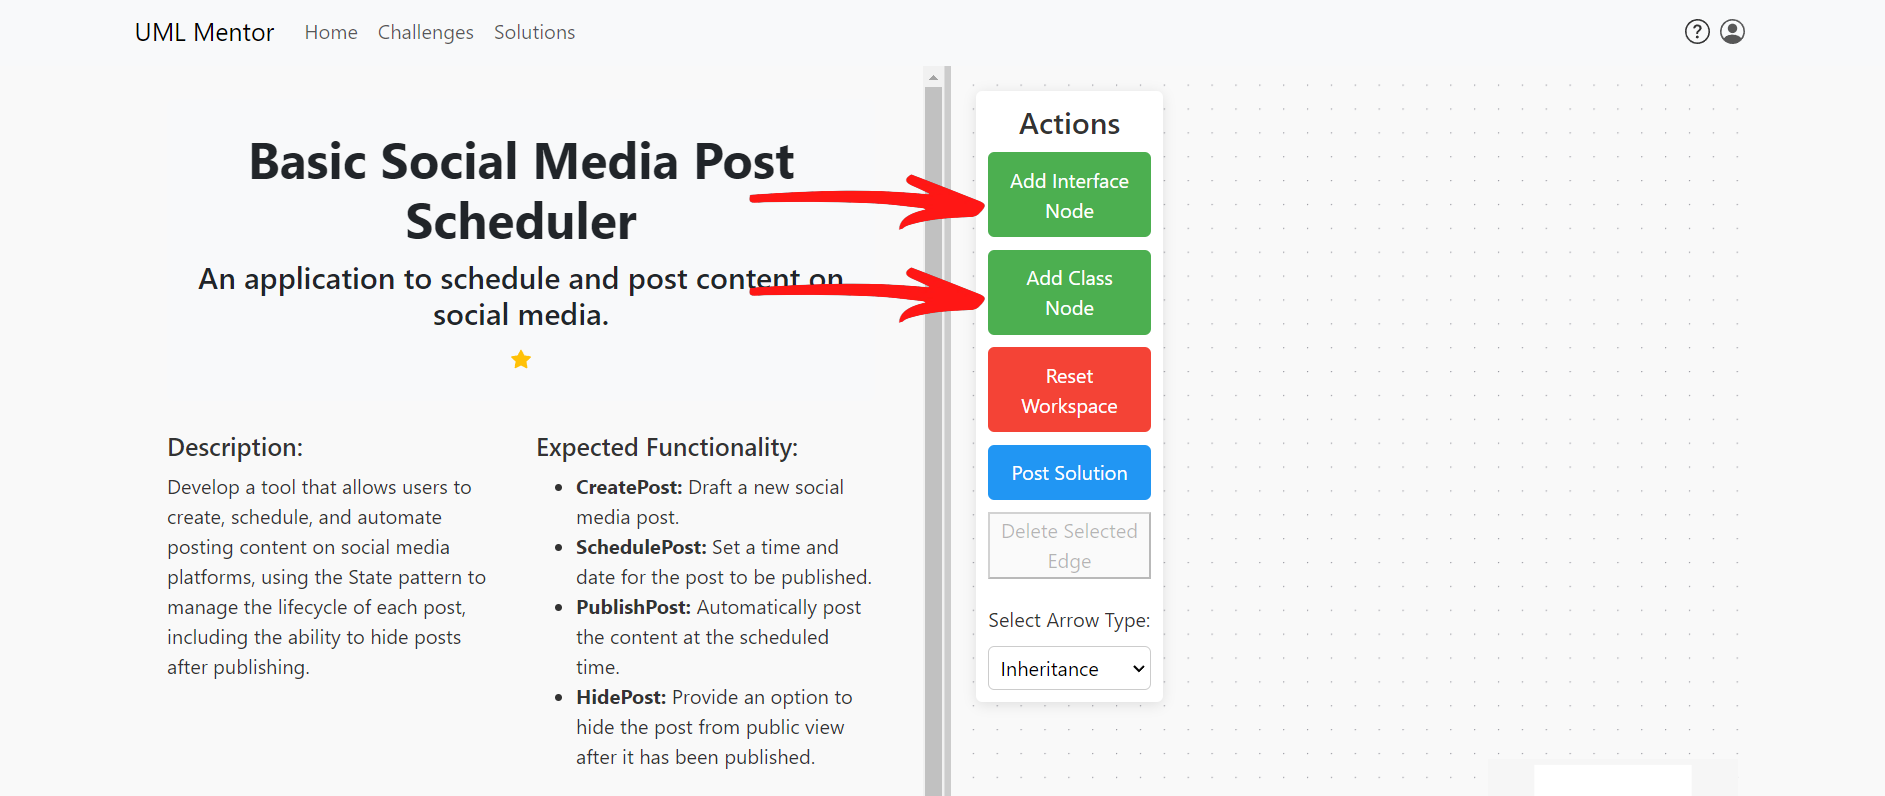 UML Mentor Home Challenges Solutions
Basic Social Media Post
Scheduler
An application to schedule and post content on
social media.
Description:
Develop a tool that allows users to
create, schedule, and automate
posting content on social media
platforms, using the State pattern to
manage the lifecycle of each post,
including the ability to hide posts
after publishing.
Expected Functionality:
• CreatePost: Draft a new social
media post.
• SchedulePost: Set a time and
date for the post to be published.
• PublishPost: Automatically post
the content at the scheduled
time.
• HidePost: Provide an option to
hide the post from public view
after it has been published.
Actions
Add Interface
Node
Add Class
Node
Reset
Workspace
Post Solution
Delete Selected
Edge
Select Arrow Type:
Inheritance